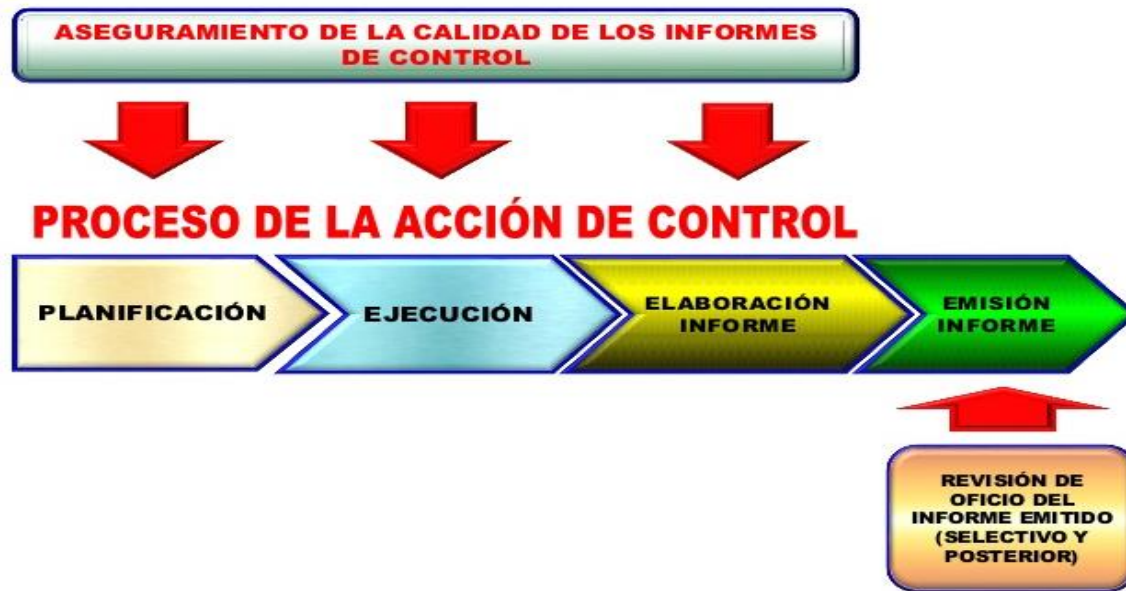 ASEGURAMIENTO DE LA CALIDAD DE LOS INFORMES
DE CONTROL
PROCESO DE LA ACCIÓN DE CONTROL
PLANIFICACIÓN
EJECUCIÓN
ELABORACIÓN
INFORME
EMISIÓN
INFORME
REVISIÓN DE
OFICIO DEL
INFORME EMITIDO
(SELECTIVO Y
POSTERIOR)